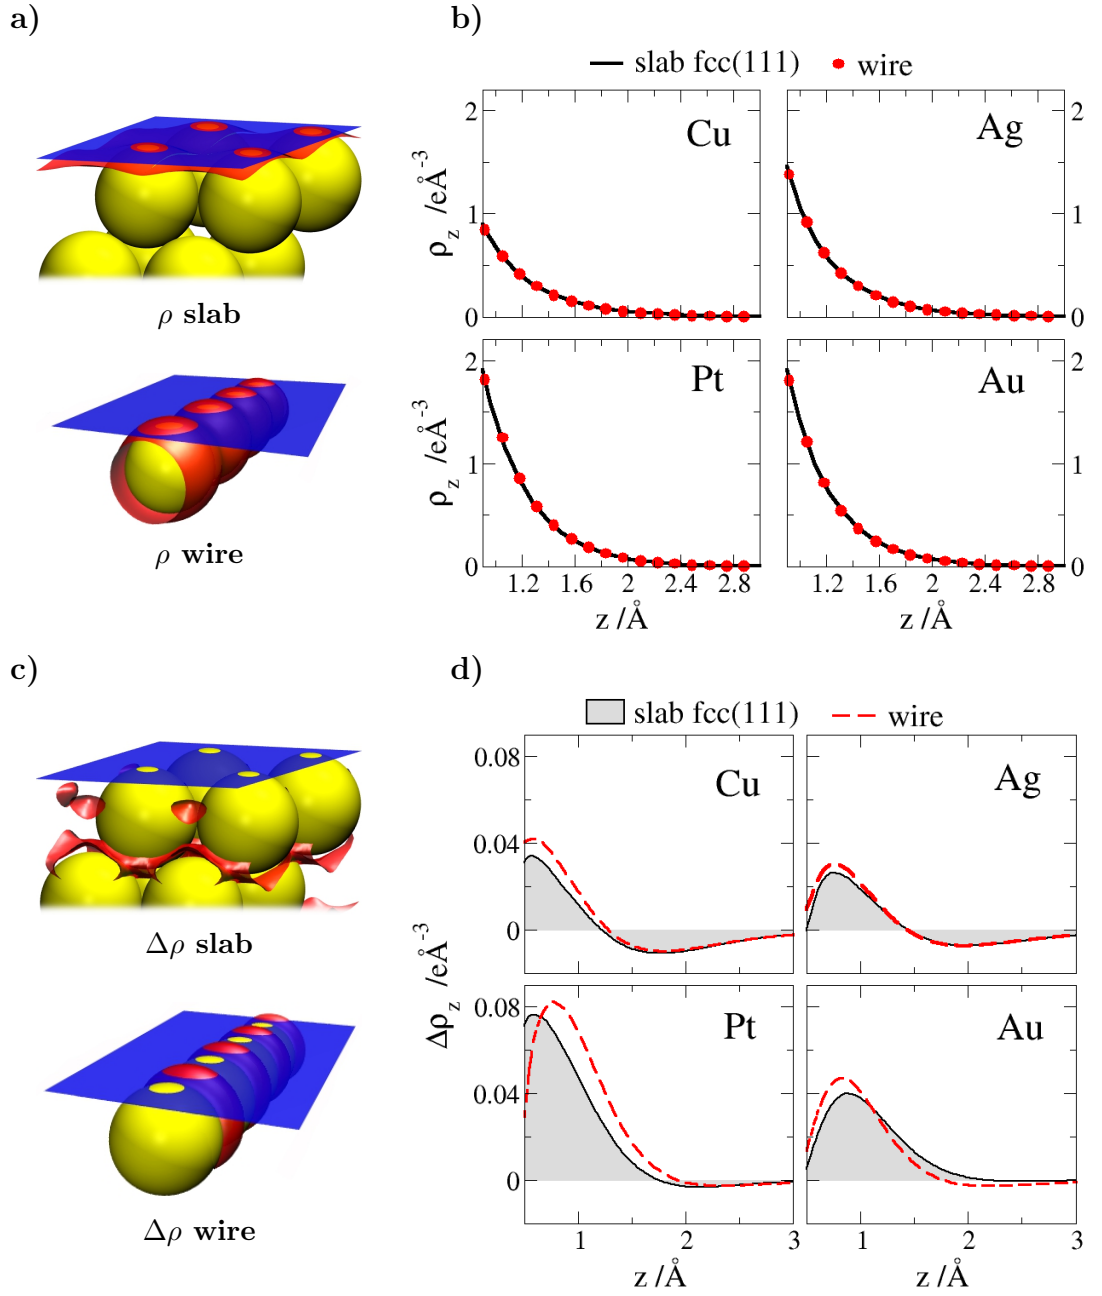 a)
b)
slab fcc(111) wire
2 Cu Ag 2
ρz /eÅ-3
1 1
ρ slab
0 0
2 Pt Au 2
ρz /eÅ-3
1 1
ρ wire
0 0
1.2 1.6 2 2.4 2.8 1.2 1.6 2 2.4 2.8
z /Å z /Å
c)
d)
slab fcc(111) wire
0.08 Cu Ag
0.04
Δρ slab
0
Δρz /eÅ-3
0.08 Pt Au
0.04
0
Δρ wire
1 2 3 1 2 3
z /Å z /Å